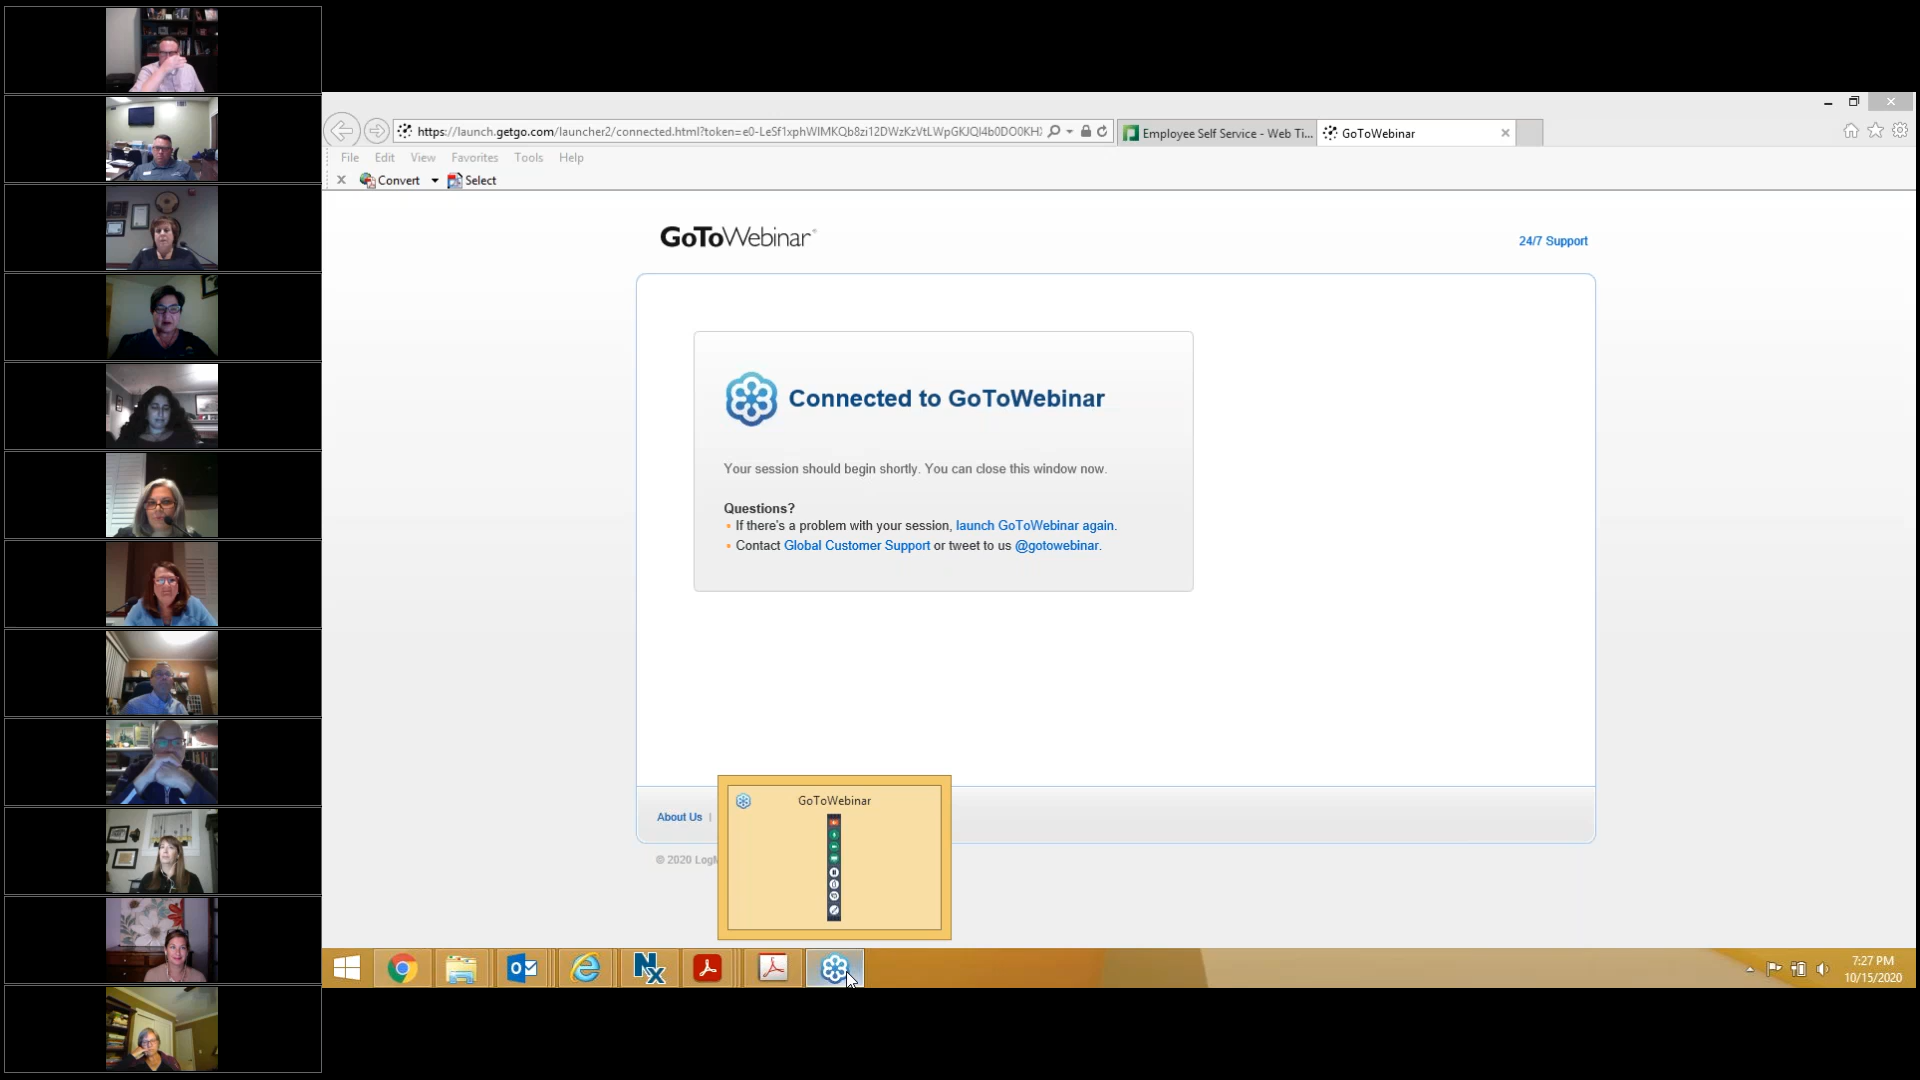 https://launch.getgo.com/launcher2/connected.html?token=
Employee Self Service - Web Ti...
GoToWebinar
File Edit View Favorites Tools Help
x Convert Select
GoToWebinar
24/7 Support
Connected to GoToWebinar
Your session should begin shortly. You can close this window now.
Questions?
If there's a problem with your session, launch GoToWebinar again.
Contact Global Customer Support or tweet to us @gotowebinar.
GoToWebinar
About Us |
© 2020 LogM
7:27 PM
10/15/2020